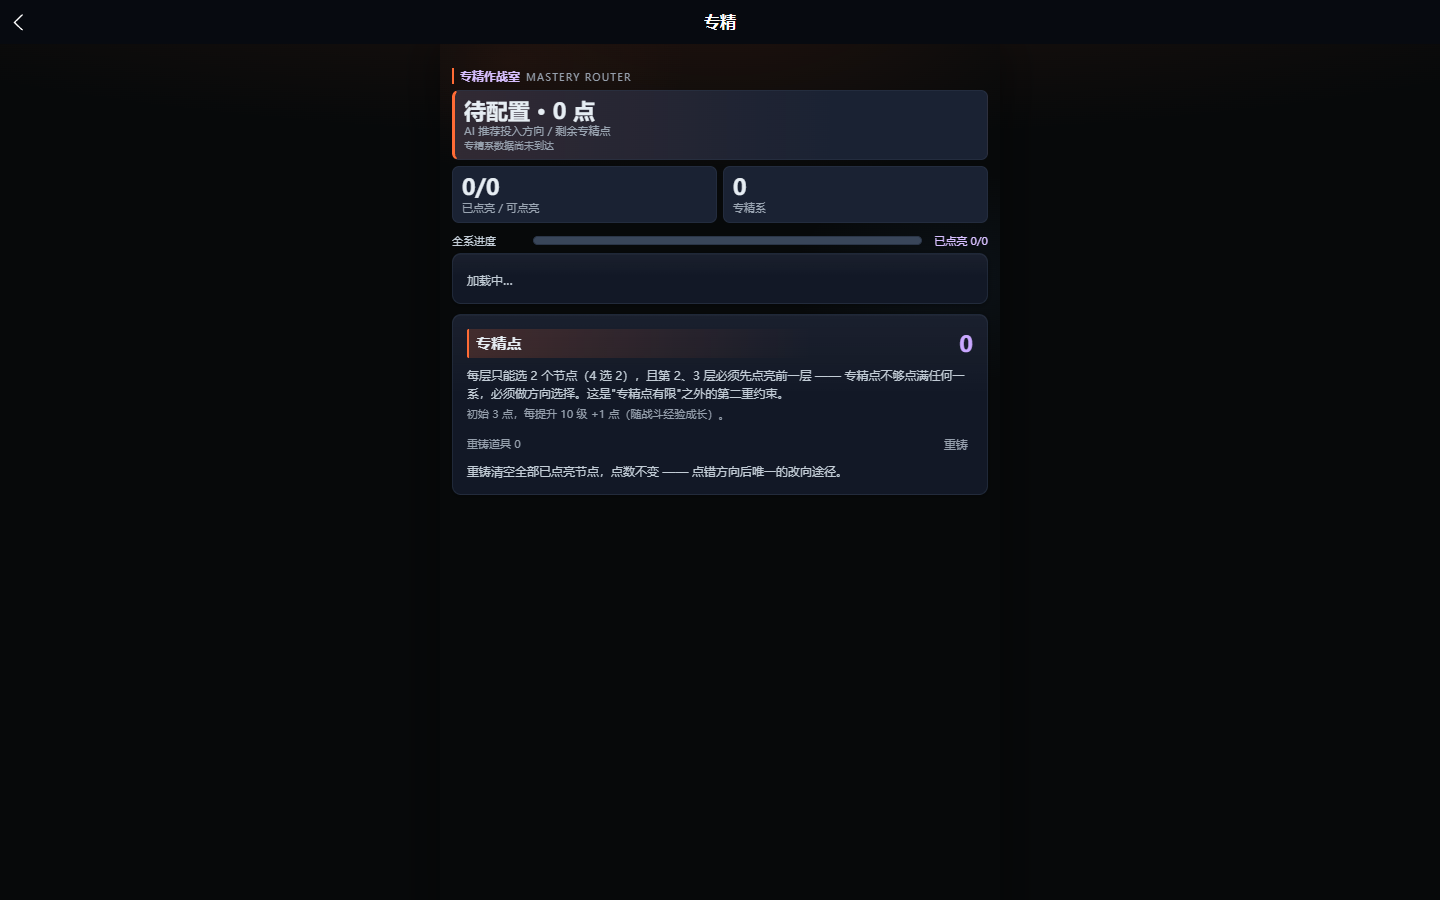 专精
专精作战室 MASTERY ROUTER
待配置 • 0 点
AI 推荐投入方向 / 剩余专精点
专精系数据尚未到达
0/0
已点亮 / 可点亮
0
专精系
全系进度 已点亮 0/0
加载中...
专精点 0
每层只能选 2 个节点（4 选 2），且第 2、3 层必须先点亮前一层 —— 专精点不够点满任何一
系，必须做方向选择。这是"专精点有限"之外的第二重约束。
初始 3 点，每提升 10 级 +1 点（随战斗经验成长）。
重铸道具 0 重铸
重铸清空全部已点亮节点，点数不变 —— 点错方向后唯一的改向途径。